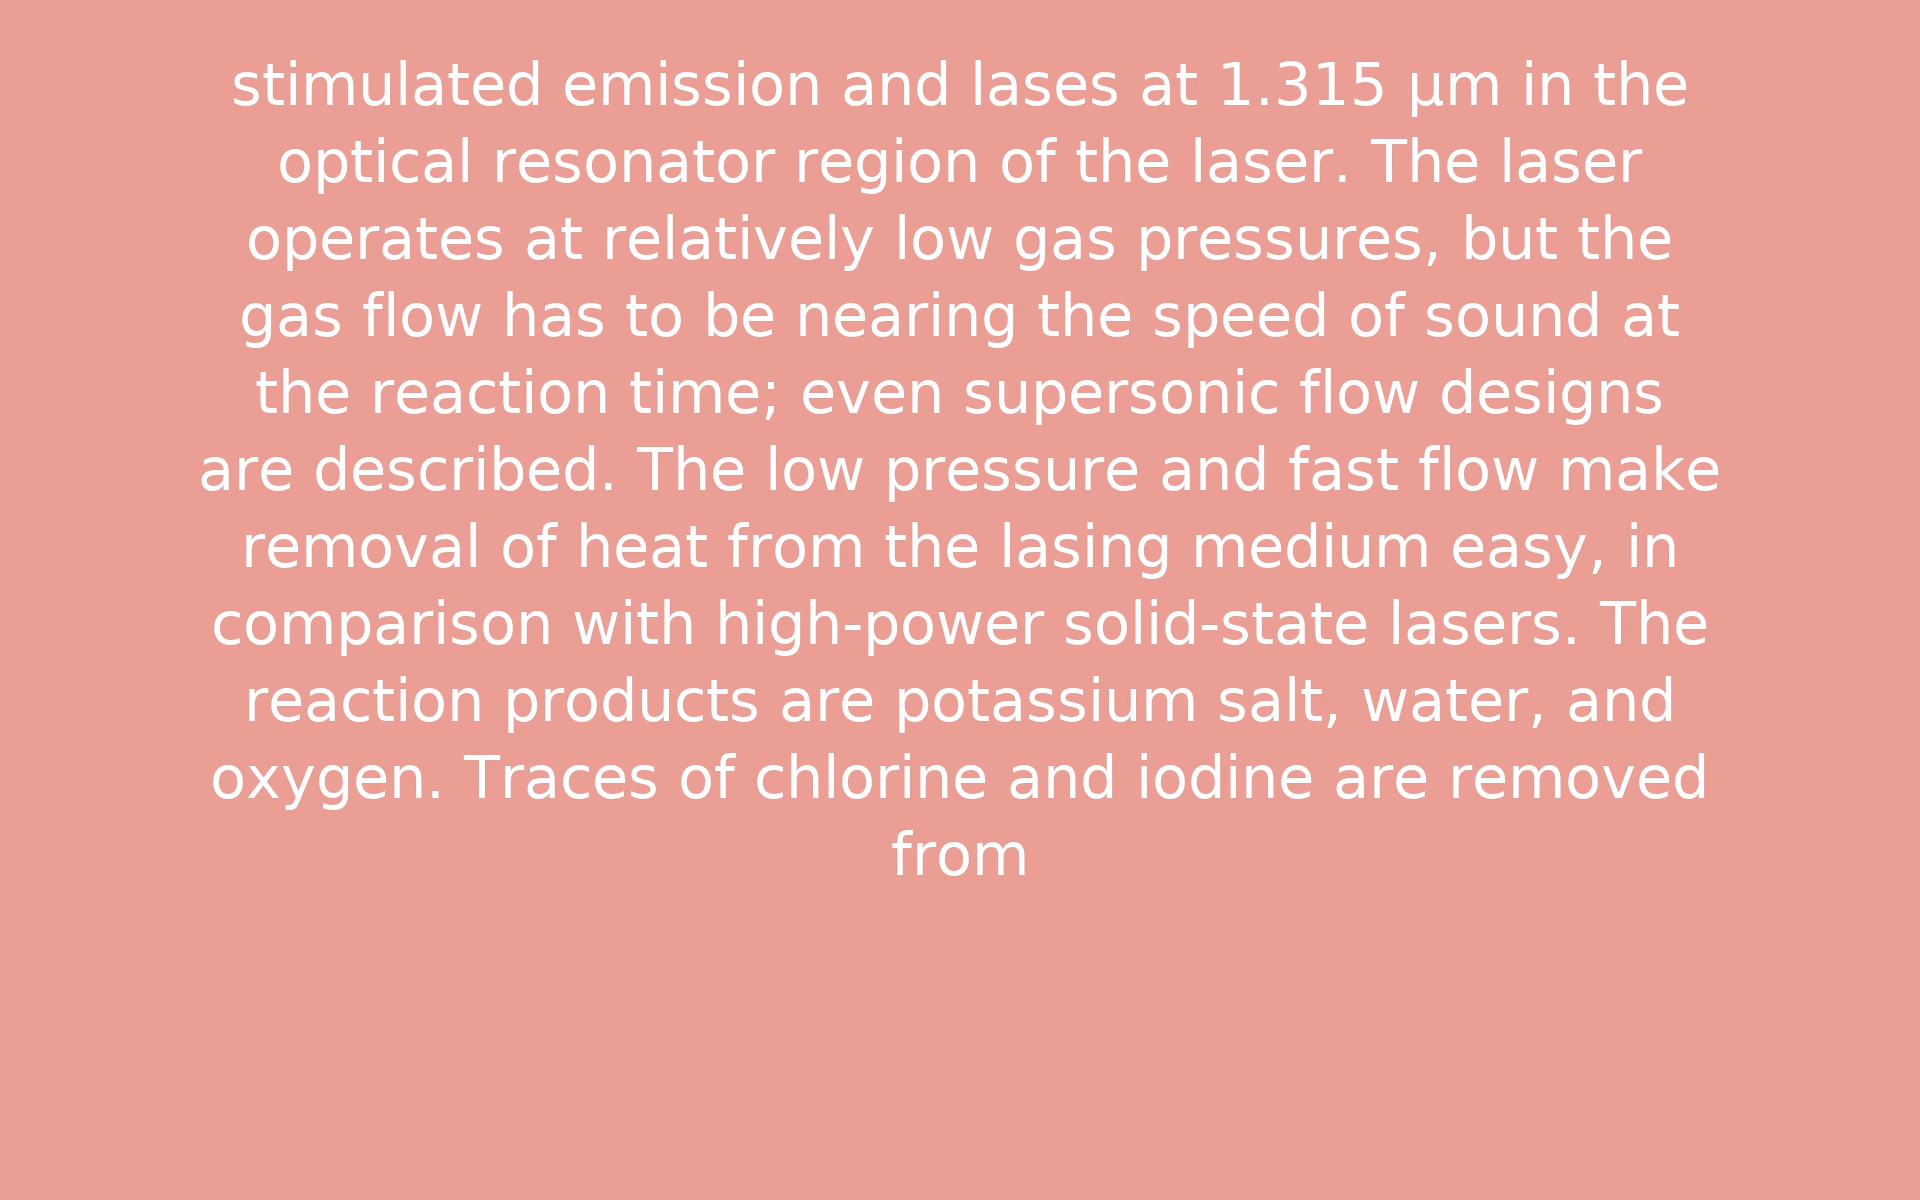 stimulated emission and lases at 1.315 μm in the
optical resonator region of the laser. The laser
operates at relatively low gas pressures, but the
gas flow has to be nearing the speed of sound at
the reaction time; even supersonic flow designs
are described. The low pressure and fast flow make
removal of heat from the lasing medium easy, in
comparison with high-power solid-state lasers. The
reaction products are potassium salt, water, and
oxygen. Traces of chlorine and iodine are removed
from